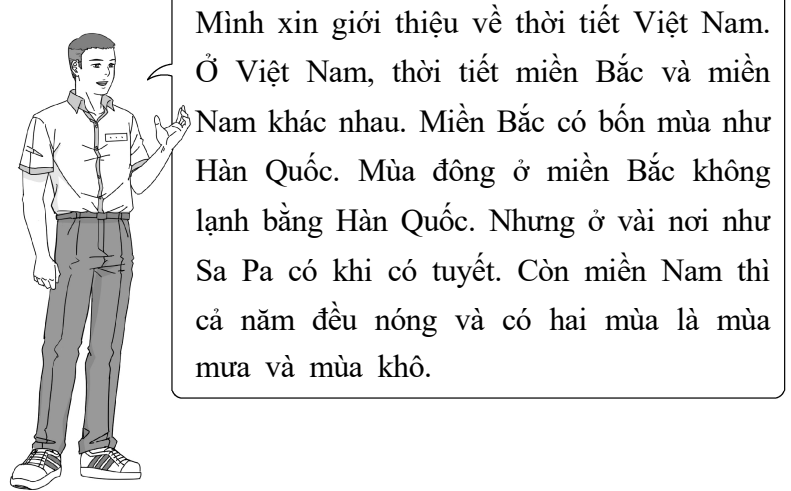 Mình xin giới thiệu về thời tiết Việt Nam.
Ở Việt Nam, thời tiết miền Bắc và miền
Nam khác nhau. Miền Bắc có bốn mùa như
Hàn Quốc. Mùa đông ở miền Bắc không
lạnh bằng Hàn Quốc. Nhưng ở vài nơi như
Sa Pa có khi có tuyết. Còn miền Nam thì
cả năm đều nóng và có hai mùa là mùa
mưa và mùa khô.